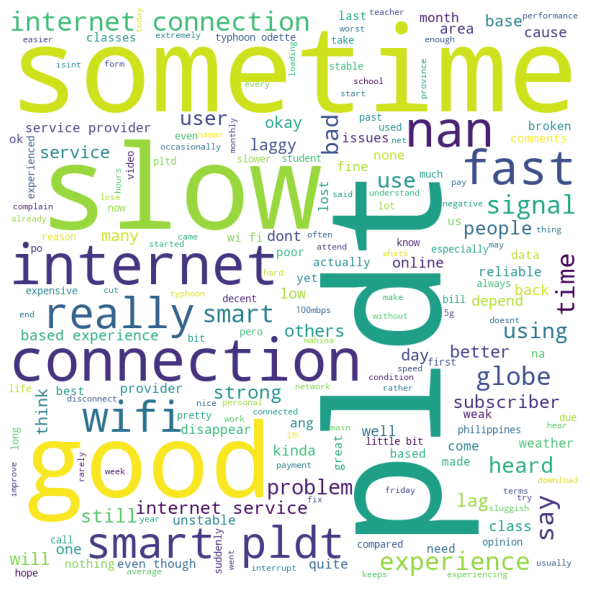 internet connection
last
teacher
month
base
performance
today
easier
extremely
typhoon odette
take
area
cause
sometime
worst
enough
classes
isint
form
every
loading
stable
school
start
province
service provider
user
okay
bad
issues
past
used
net
nan
broken
comments
ok
experienced
even
naman
monthly
service
occasionally
laggy
fine
none
fast
slow
pltd
slower
student
lost
use
much
pay
negative
signal
video
complain
hours
lose
said
understand
lot
us
people
thing
already
now
reason
many
started
came
wi fi
dont
often
attend
know
especially
may
internet
poor
actually
whats
online
data
reliable
always
time
expensive
cut
typhoon
hard
yet
make
without
bill
depend
back
really
smart
decent
low
100mbps
5g
doesnt
end
based experience
bit
pero
others
day
first
better
using
mahina
na
connection
pldt
condition
speed
rather
globe
life
best
provider
strong
network
disconnect
nice
personal
think
wifi
pretty
work
connected
ang
great
well
subscriber
weak
due
long
disappear
im
kinda
little bit
come
philippines
weather
hear
good
based
made
heard
main
improve
rarely
week
payment
problem
friday
lag
download
internet service
fix
terms
try
sluggish
say
still
year
unstable
class
call
will
one
suddenly
smart pldt
compared
need
opinion
nothing
even though
went
quite
experience
usually
hope
average
interrupt
keeps
experiencing
po